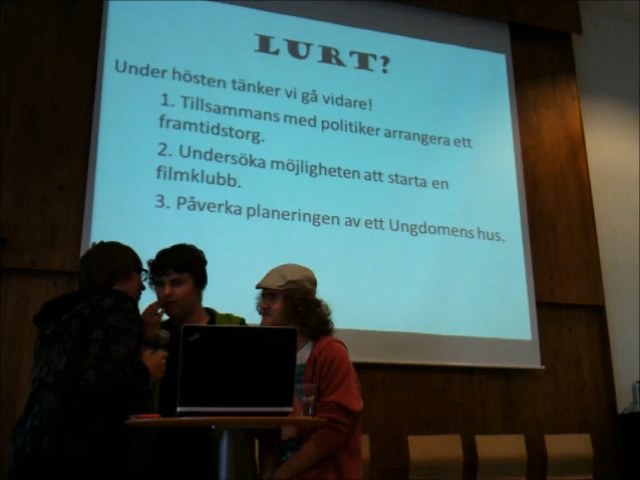 LURT?
Under hösten tänker vi gå vidare!
1. Tillsammans med politiker arrangera ett
framtidstorg.
2. Undersöka möjligheten att starta en
filmklubb.
3. Påverka planeringen av ett Ungdomens hus.